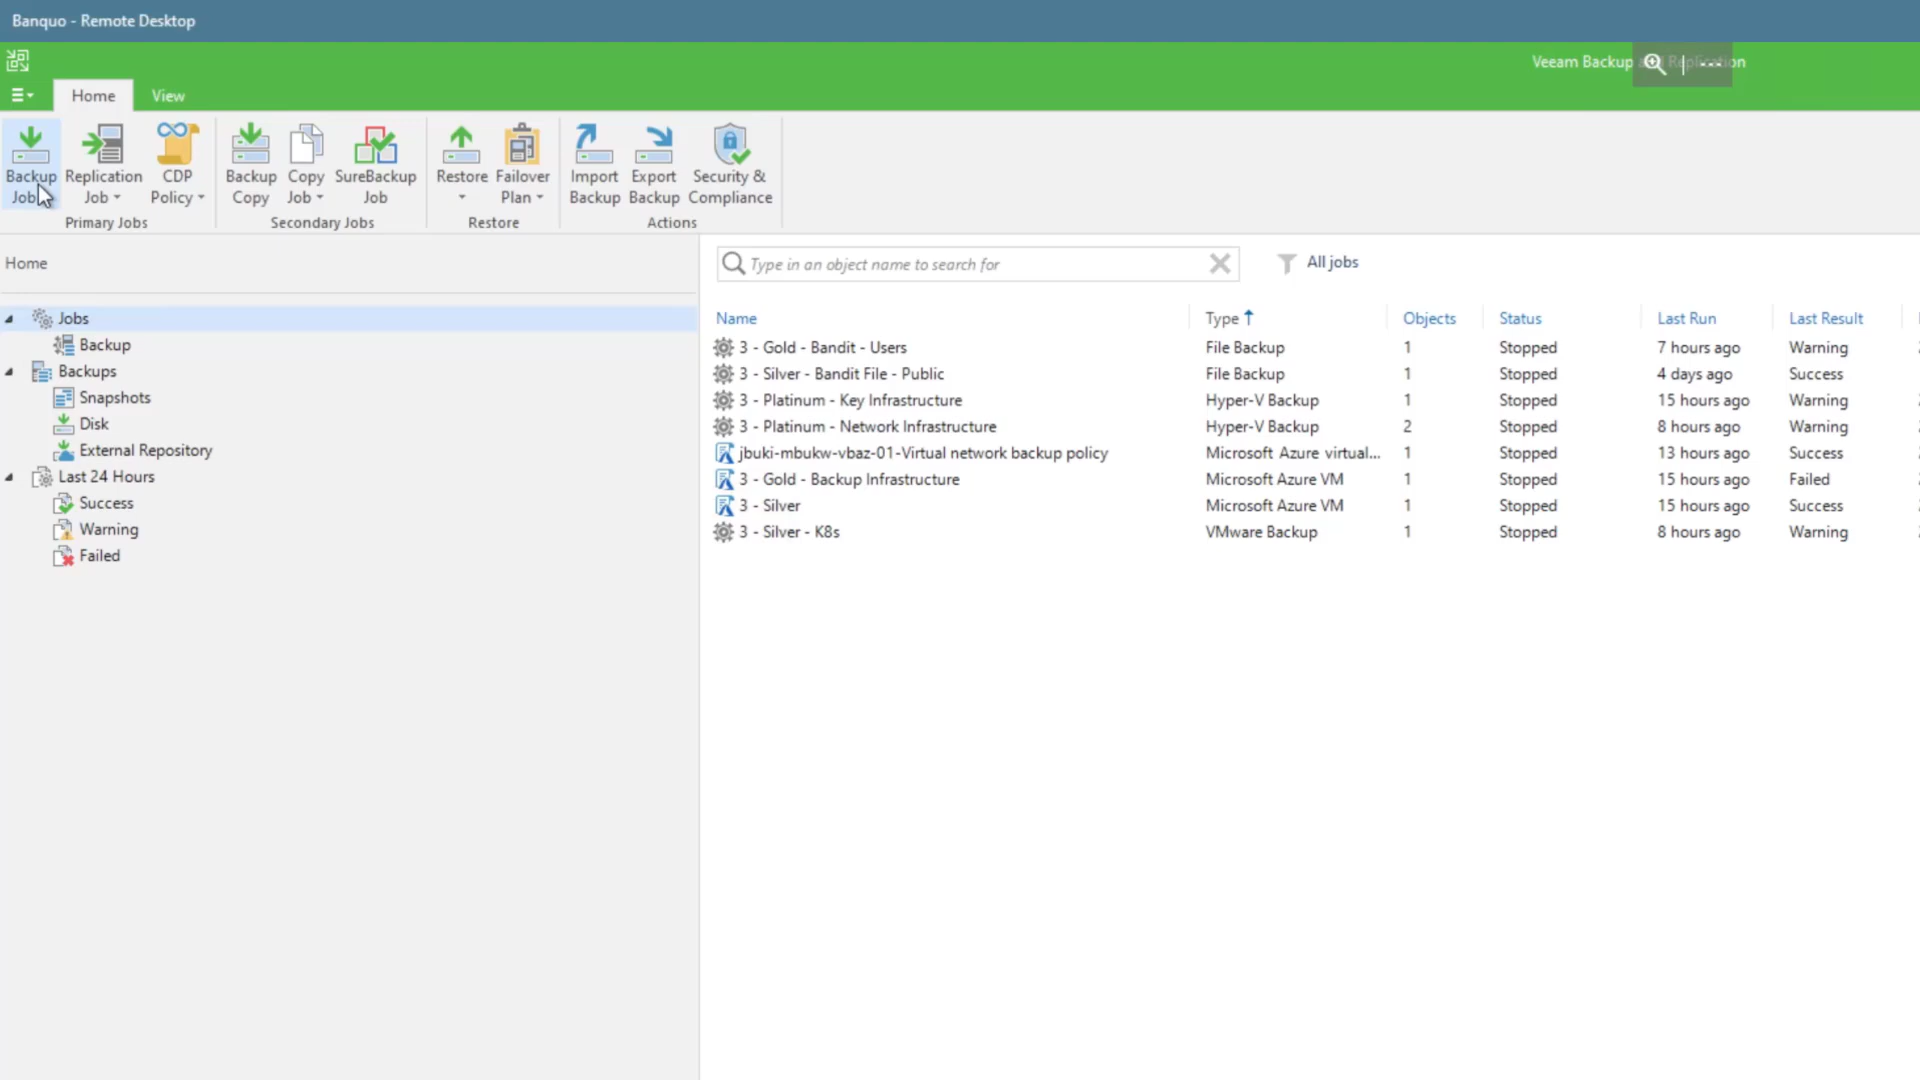 Banquo - Remote Desktop
Veeam Backup and Replication
Home View
Backup Job Replication Job CDP Policy Backup Copy Copy Job SureBackup Job Restore Failover Plan Import Backup Export Backup Security & Compliance
Primary Jobs Secondary Jobs Restore Actions
Home
Type in an object name to search for
All jobs
Jobs
Backup
Backups
Snapshots
Disk
External Repository
Last 24 Hours
Success
Warning
Failed
Name Type Objects Status Last Run Last Result
3 - Gold - Bandit - Users File Backup 1 Stopped 7 hours ago Warning
3 - Silver - Bandit File - Public File Backup 1 Stopped 4 days ago Success
3 - Platinum - Key Infrastructure Hyper-V Backup 1 Stopped 15 hours ago Warning
3 - Platinum - Network Infrastructure Hyper-V Backup 2 Stopped 8 hours ago Warning
jbuki-mbukw-vbaz-01-Virtual network backup policy Microsoft Azure virtual... 1 Stopped 13 hours ago Success
3 - Gold - Backup Infrastructure Microsoft Azure VM 1 Stopped 15 hours ago Failed
3 - Silver Microsoft Azure VM 1 Stopped 15 hours ago Success
3 - Silver - K8s VMware Backup 1 Stopped 8 hours ago Warning